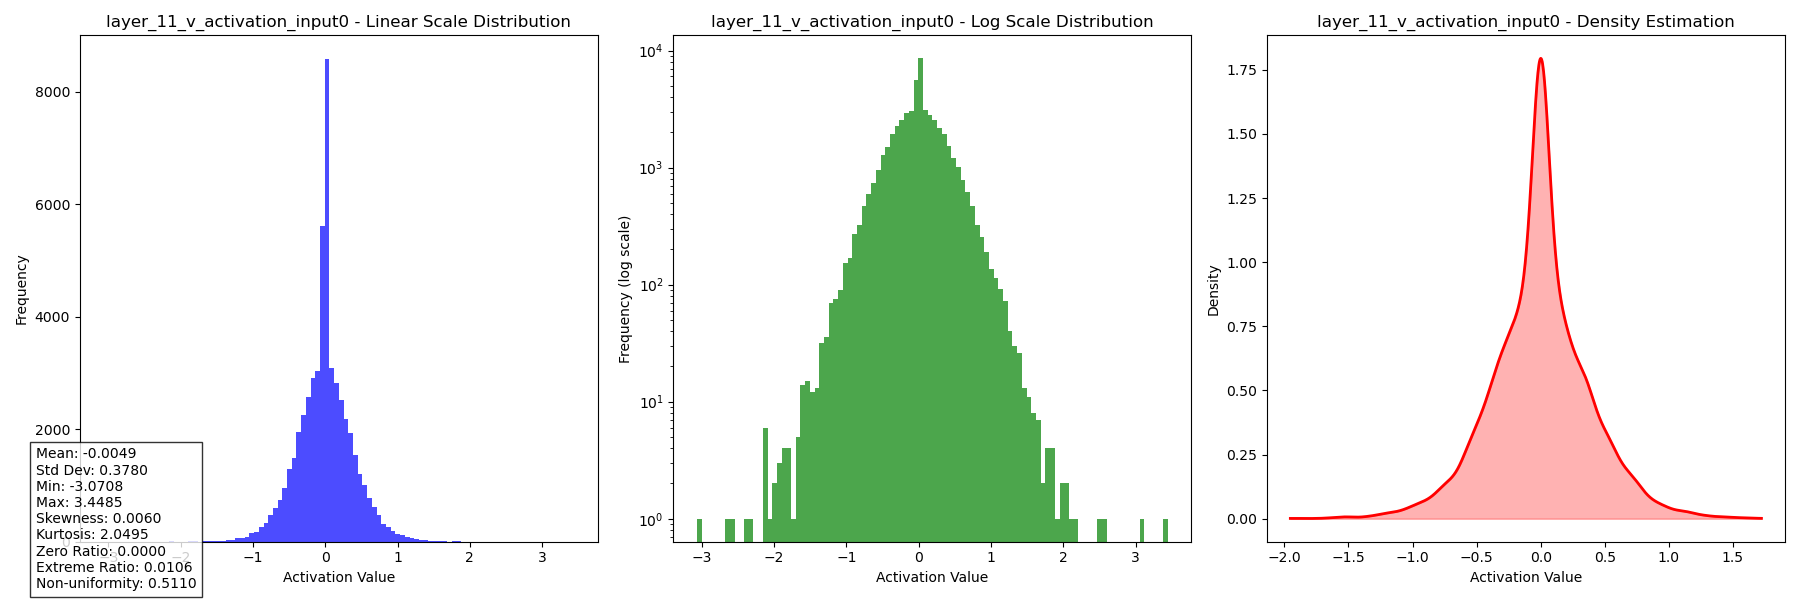 layer_11_v_activation_input0 - Linear Scale Distribution
8000
6000
4000
2000
Frequency
−2
−1
0
1
2
3
Activation Value
Mean: -0.0049
Std Dev: 0.3780
Min: -3.0708
Max: 3.4485
Skewness: 0.0060
Kurtosis: 2.0495
Zero Ratio: 0.0000
Extreme Ratio: 0.0106
Non-uniformity: 0.5110
layer_11_v_activation_input0 - Log Scale Distribution
10⁴
10³
10²
10¹
10⁰
Frequency (log scale)
−3
−2
−1
0
1
2
3
Activation Value
layer_11_v_activation_input0 - Density Estimation
1.75
1.50
1.25
1.00
0.75
0.50
0.25
0.00
Density
−2.0
−1.5
−1.0
−0.5
0.0
0.5
1.0
1.5
Activation Value